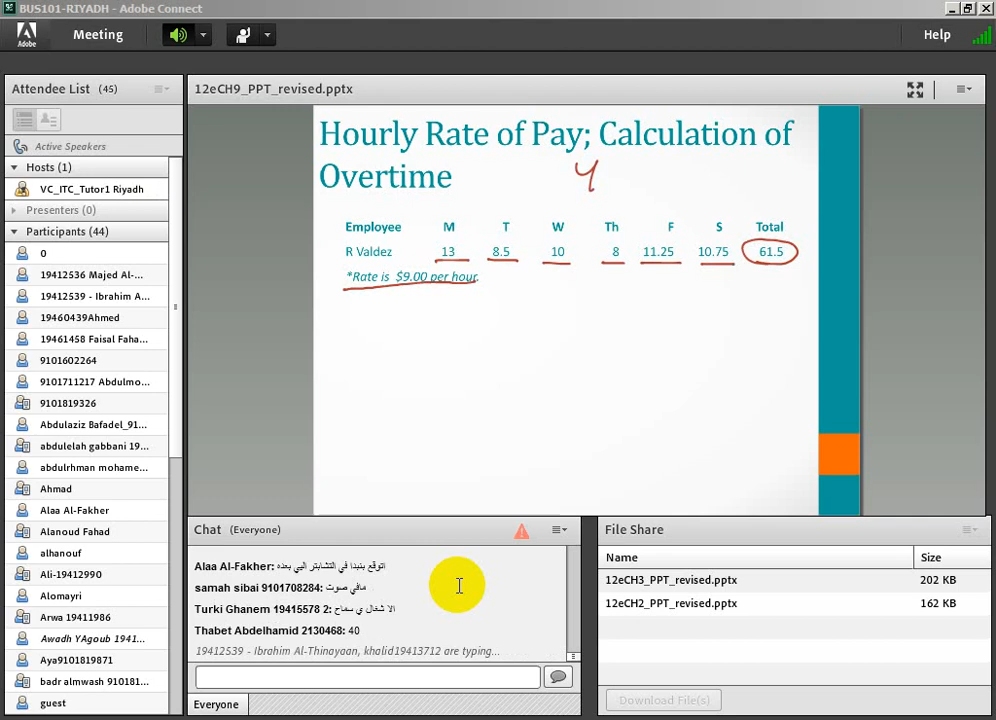 BUS101-RIYADH - Adobe Connect
Adobe
Meeting
Help
Attendee List (45)
Active Speakers
Hosts (1)
VC_ITC_Tutor1 Riyadh
Presenters (0)
Participants (44)
0
19412536 Majed Al-...
19412539 - Ibrahim A...
19460439Ahmed
19461458 Faisal Faha...
9101602264
9101711217 Abdulmo...
9101819326
Abdulaziz Bafadel_91...
abdulelah gabbani 19...
abdulrhman mohame...
Ahmad
Alaa Al-Fakher
Alanoud Fahad
alhanouf
Ali-19412990
Alomayri
Arwa 19411986
Awadh YAgoub 1941...
Aya9101819871
badr almwash 910181...
guest
12eCH9_PPT_revised.pptx
Hourly Rate of Pay; Calculation of
Overtime
4
Employee M T W Th F S Total
R Valdez 13 8.5 10 8 11.25 10.75 61.5
*Rate is $9.00 per hour.
Chat (Everyone)
Alaa Al-Fakher: اتوقع بنبدا في التشابتر اليي بعده
samah sibai 9101708284: مافي صوت
Turki Ghanem 19415578 2: الا شغال ي سماح
Thabet Abdelhamid 2130468: 40
19412539 - Ibrahim Al-Thinayaan, khalid19413712 are typing...
Everyone
File Share
Name Size
12eCH3_PPT_revised.pptx 202 KB
12eCH2_PPT_revised.pptx 162 KB
Download File(s)